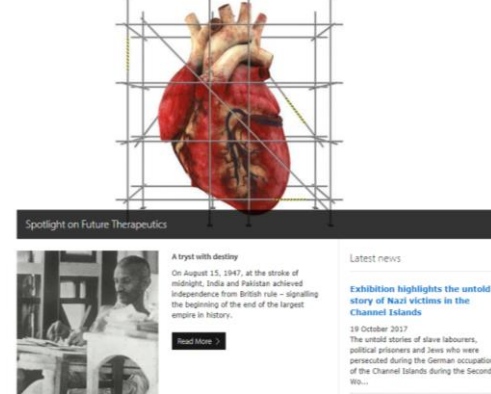 Spotlight on Future Therapeutics
A tryst with destiny
On August 15, 1947, at the stroke of
midnight, India and Pakistan achieved
independence from British rule – signalling
the beginning of the end of the largest
empire in history.
Read More >
Latest news
Exhibition highlights the untold
story of Nazi victims in the
Channel Islands
19 October 2017
The untold stories of slave labourers,
political prisoners and Jews who were
persecuted during the German occupation
of the Channel Islands during the Second
Wo...